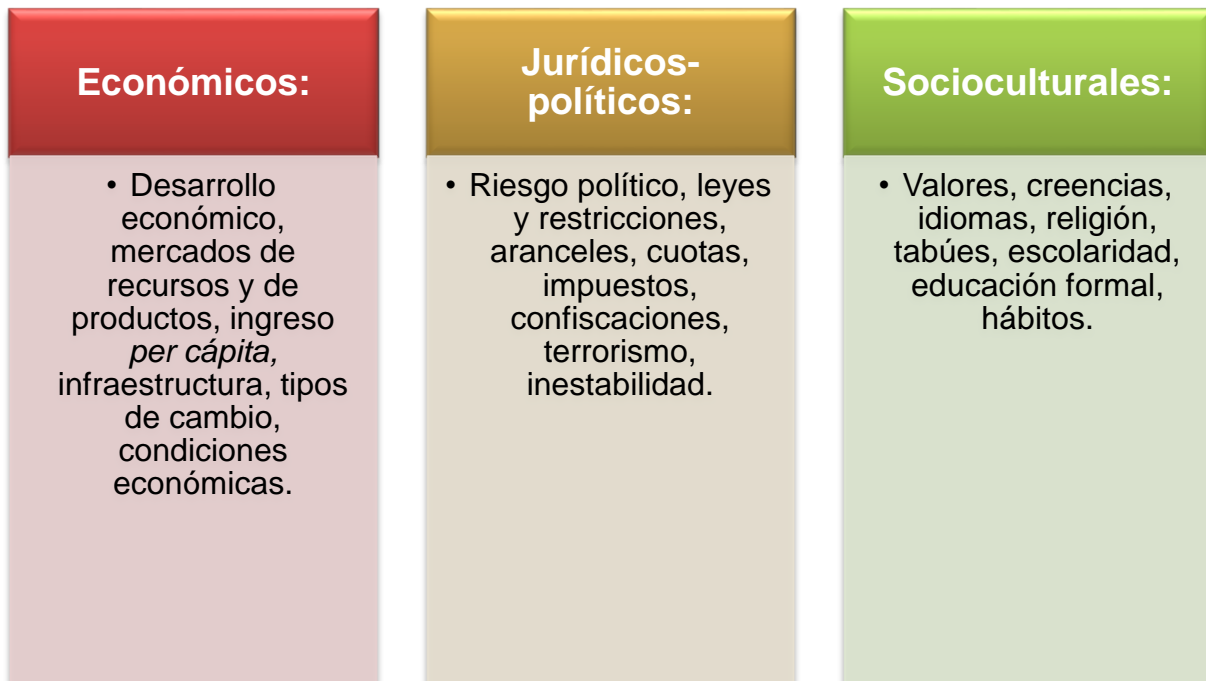 Económicos:
• Desarrollo
económico,
mercados de
recursos y de
productos, ingreso
per cápita,
infraestructura, tipos
de cambio,
condiciones
económicas.
Jurídicos-
políticos:
• Riesgo político, leyes
y restricciones,
aranceles, cuotas,
impuestos,
confiscaciones,
terrorismo,
inestabilidad.
Socioculturales:
• Valores, creencias,
idiomas, religión,
tabúes, escolaridad,
educación formal,
hábitos.